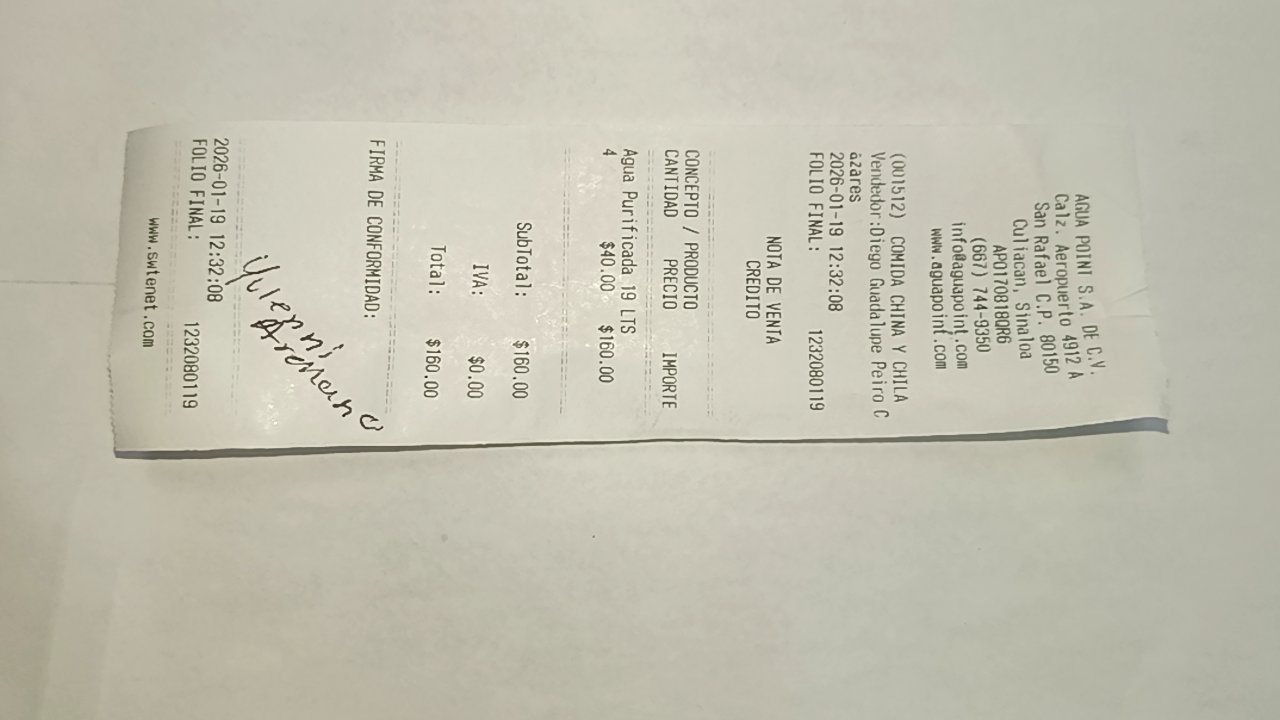 AGUA POINT S.A. DE C.V.
Calz. Aeropuerto 4912 A
San Rafael C.P. 80150
Culiacan, Sinaloa
APO170818QR6
(667) 744-9350
info@aguapoint.com
www.aguapoint.com
(001512) COMIDA CHINA Y CHILA
Vendedor:Diego Guadalupe Peiro C
azares
2026-01-19 12:32:08
FOLIO FINAL: 1232080119
NOTA DE VENTA
CREDITO
CONCEPTO / PRODUCTO
CANTIDAD PRECIO IMPORTE
Agua Purificada 19 LTS
4 $40.00 $160.00
SubTotal: $160.00
IVA: $0.00
Total: $160.00
FIRMA DE CONFORMIDAD:
2026-01-19 12:32:08
FOLIO FINAL: 1232080119
www.swtenet.com